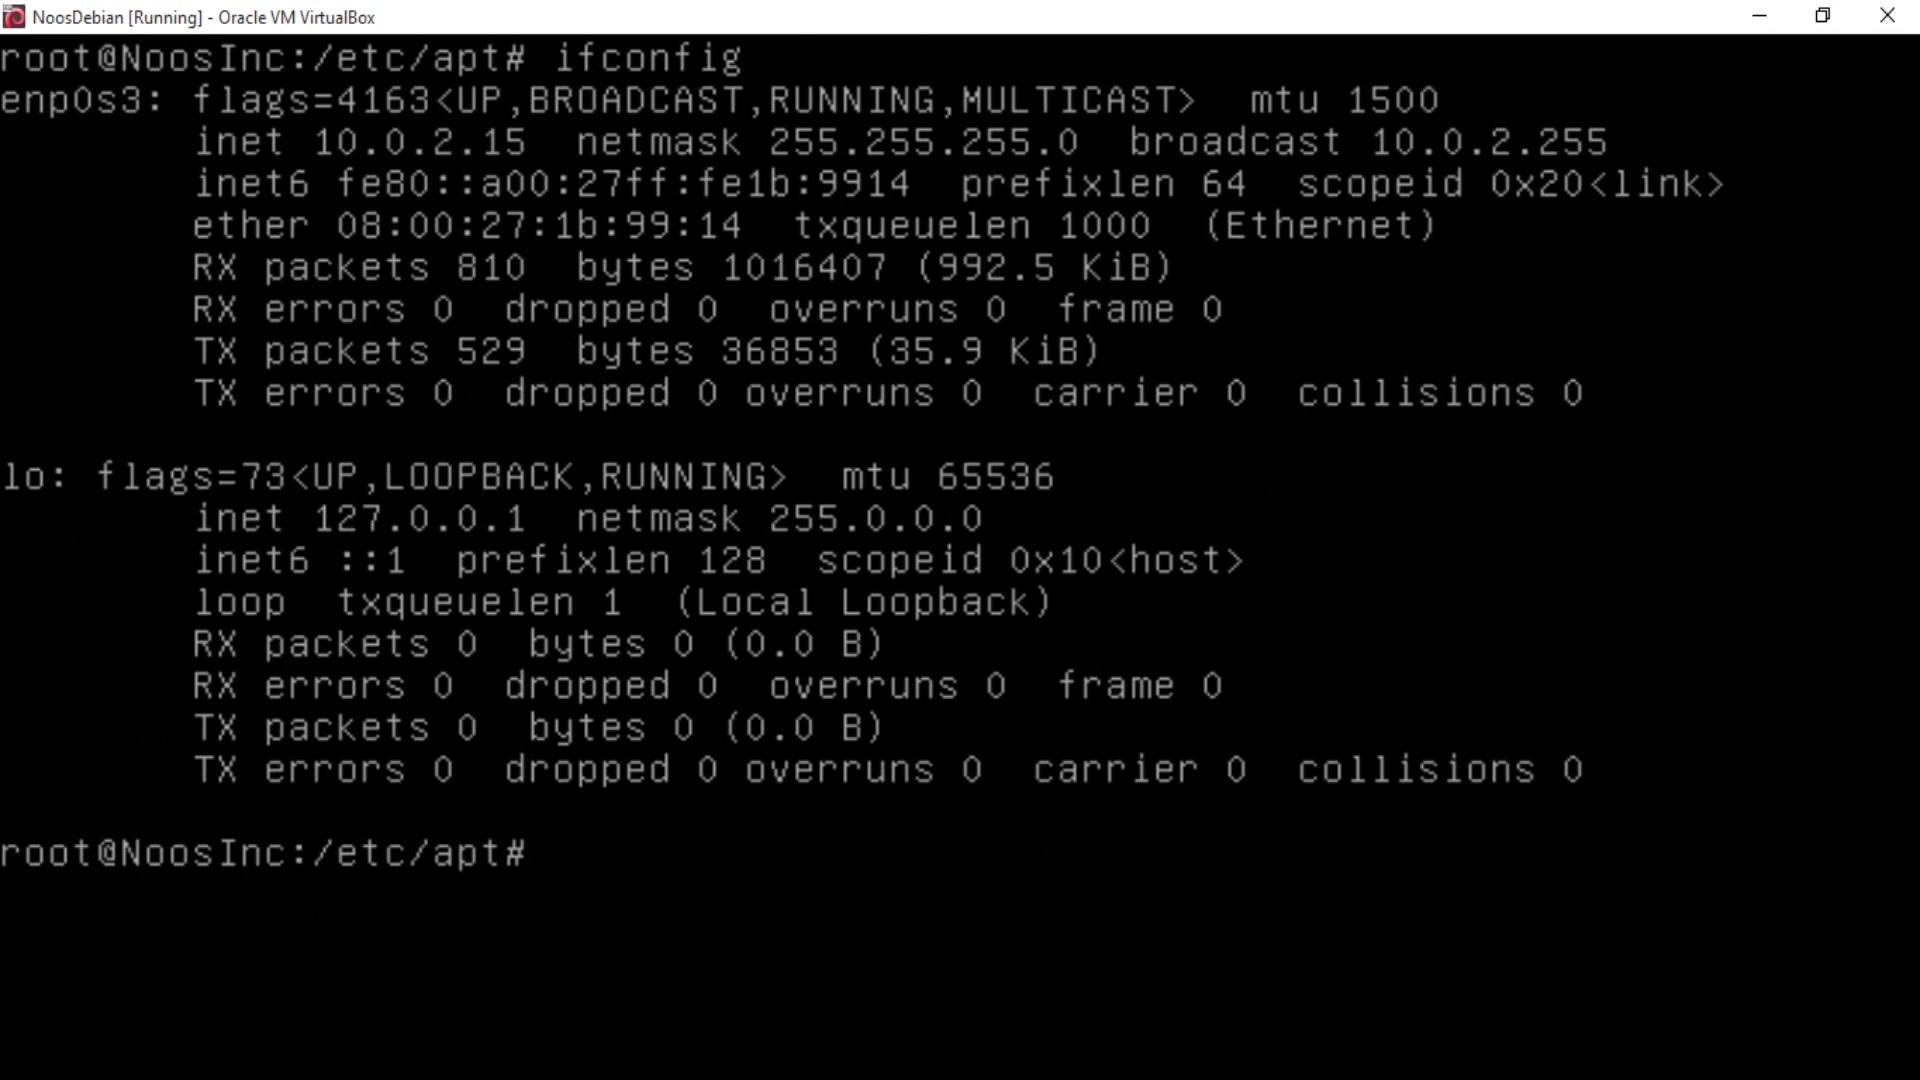 NoosDebian [Running] - Oracle VM VirtualBox
root@NoosInc:/etc/apt# ifconfig
enp0s3: flags=4163<UP,BROADCAST,RUNNING,MULTICAST>  mtu 1500
        inet 10.0.2.15  netmask 255.255.255.0  broadcast 10.0.2.255
        inet6 fe80::a00:27ff:fe1b:9914  prefixlen 64  scopeid 0x20<link>
        ether 08:00:27:1b:99:14  txqueuelen 1000  (Ethernet)
        RX packets 810  bytes 1016407 (992.5 KiB)
        RX errors 0  dropped 0  overruns 0  frame 0
        TX packets 529  bytes 36853 (35.9 KiB)
        TX errors 0  dropped 0 overruns 0  carrier 0  collisions 0
lo: flags=73<UP,LOOPBACK,RUNNING>  mtu 65536
        inet 127.0.0.1  netmask 255.0.0.0
        inet6 ::1  prefixlen 128  scopeid 0x10<host>
        loop  txqueuelen 1  (Local Loopback)
        RX packets 0  bytes 0 (0.0 B)
        RX errors 0  dropped 0  overruns 0  frame 0
        TX packets 0  bytes 0 (0.0 B)
        TX errors 0  dropped 0 overruns 0  carrier 0  collisions 0
root@NoosInc:/etc/apt#